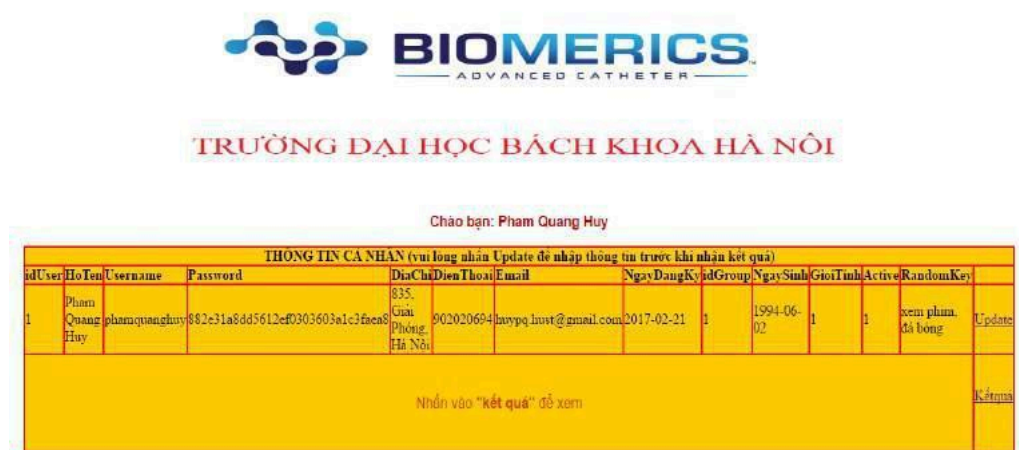 BIOMERICS
ADVANCED CATHETER
TRƯỜNG ĐẠI HỌC BÁCH KHOA HÀ NÔI
Chào bạn: Pham Quang Huy
THÔNG TIN CÁ NHÂN (vui lòng nhấn Update để nhập thông tin trước khi nhận kết quả)
idUser HoTen Username Password DiaChi DienThoai Email NgayDangKy idGroup NgaySinh GioiTinh Active RandomKey
1 Pham Quang Huy phamquanghuy 882e31a8dd5612ef0303603a1c3faea8 835, Giải Phóng, Hà Nôi 902020694 huypq.hust@gmail.com 2017-02-21 1 1994-06-02 1 1 xem phim, đá bóng Update
Nhấn vào "kết quả" để xem
Kếtquả